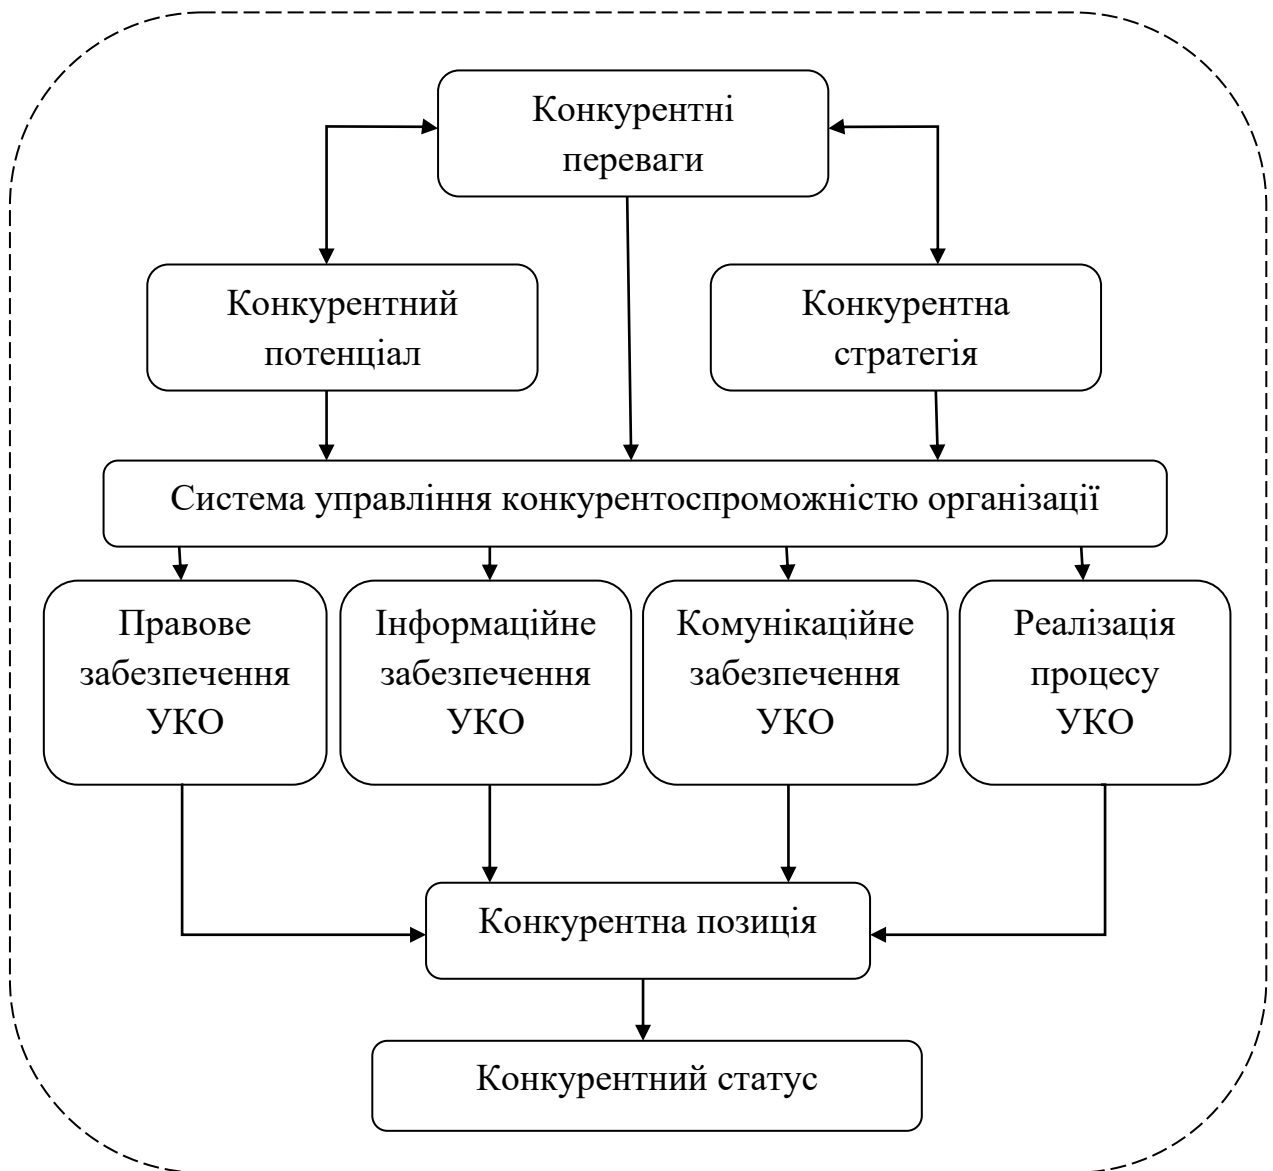 Конкурентні
переваги
Конкурентний
потенціал
Конкурентна
стратегія
Система управління конкурентоспроможністю організації
Правове
забезпечення
УКО
Інформаційне
забезпечення
УКО
Комунікаційне
забезпечення
УКО
Реалізація
процесу
УКО
Конкурентна позиція
Конкурентний статус